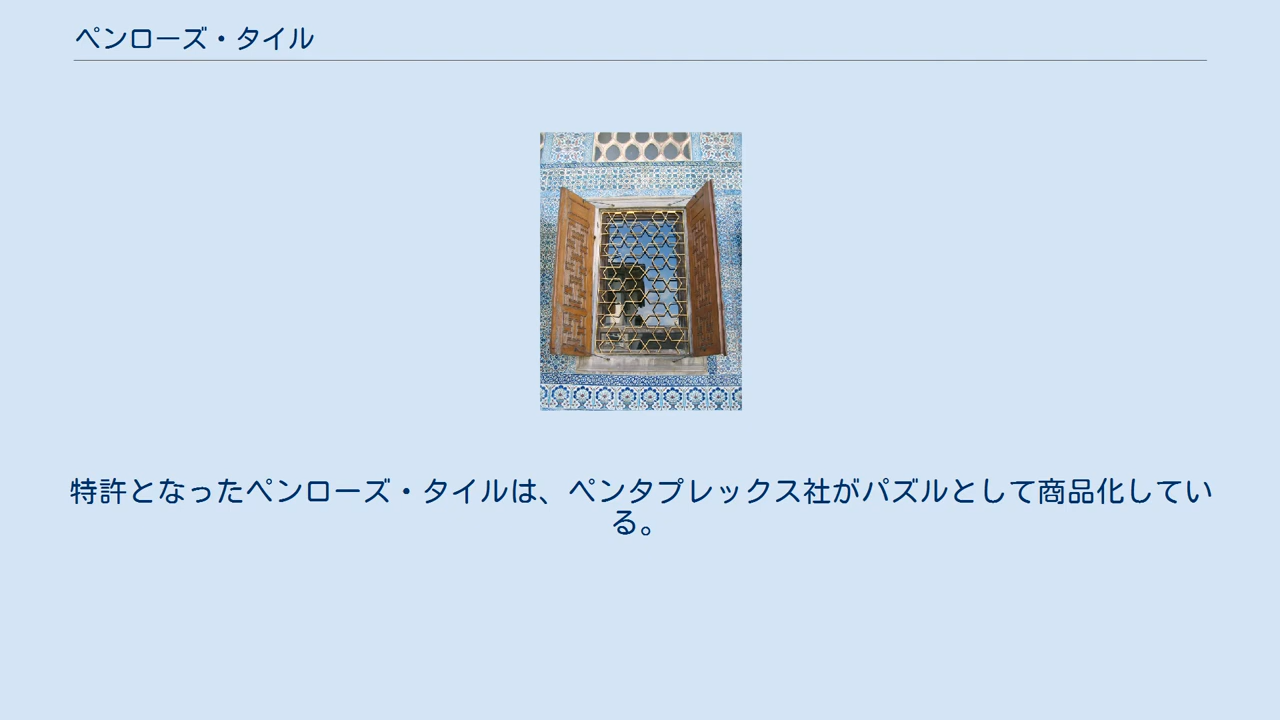 ペンローズ・タイル
特許となったペンローズ・タイルは、ペンタプレックス社がパズルとして商品化してい
る。